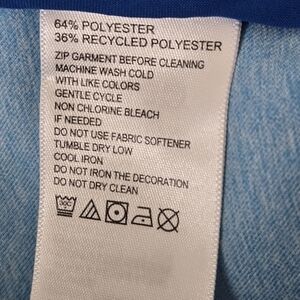 64% POLYESTER
36% RECYCLED POLYESTER
ZIP GARMENT BEFORE CLEANING
MACHINE WASH COLD
WITH LIKE COLORS
GENTLE CYCLE
NON CHLORINE BLEACH
IF NEEDED
DO NOT USE FABRIC SOFTENER
TUMBLE DRY LOW
COOL IRON
DO NOT IRON THE DECORATION
DO NOT DRY CLEAN